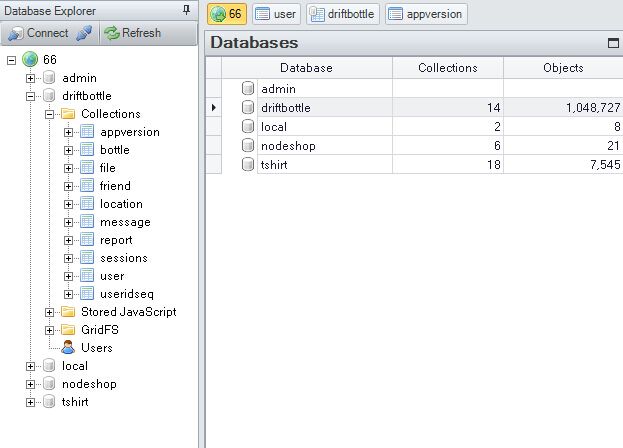 Database Explorer
Connect Refresh
66
admin
driftbottle
Collections
appversion
bottle
file
friend
location
message
report
sessions
user
useridseq
Stored JavaScript
GridFS
Users
local
nodeshop
tshirt
66 user driftbottle appversion
Databases
Database Collections Objects
admin
driftbottle 14 1,048,727
local 2 8
nodeshop 6 21
tshirt 18 7,545